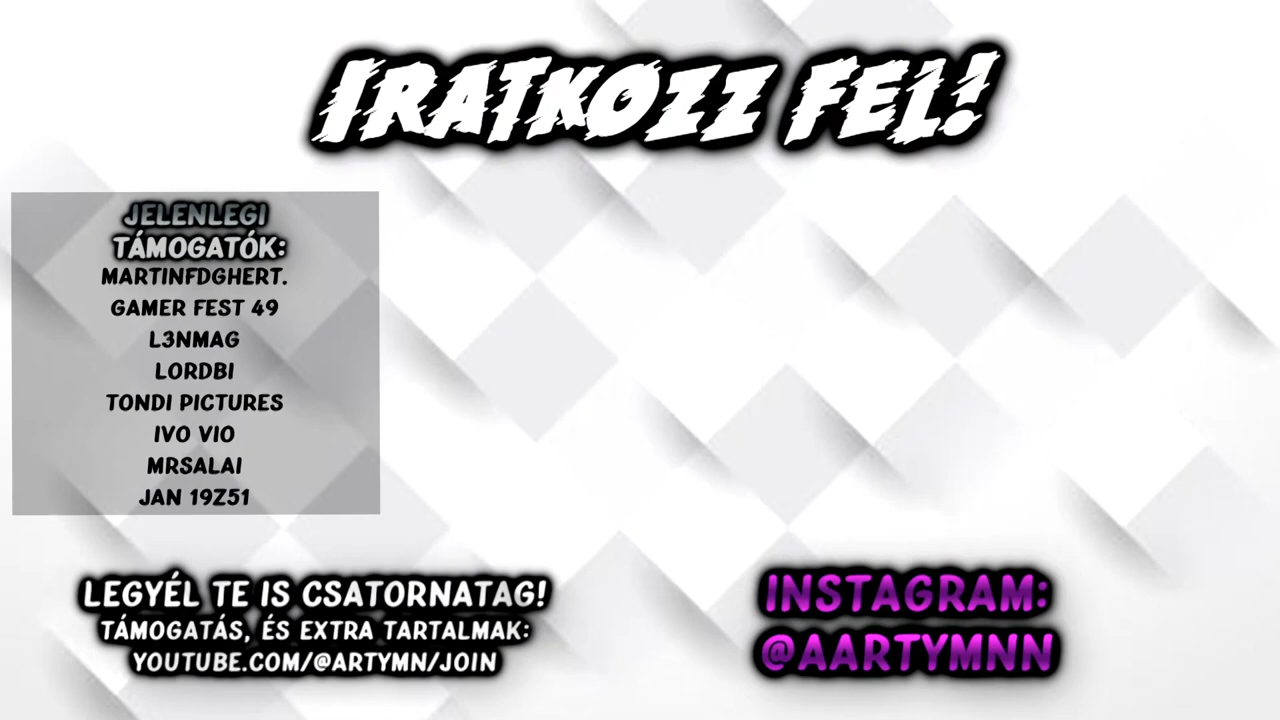 IRATKOZZ FEL!
JELENLEGI
TÁMOGATÓK:
MARTINFDGHERT.
GAMER FEST 49
L3NMAG
LORDBI
TONDI PICTURES
IVO VIO
MRSALAI
JAN 19Z51
LEGYÉL TE IS CSATORNATAG!
TÁMOGATÁS, ÉS EXTRA TARTALMAK:
YOUTUBE.COM/@ARTYMN/JOIN
INSTAGRAM:
@AARTYMNN